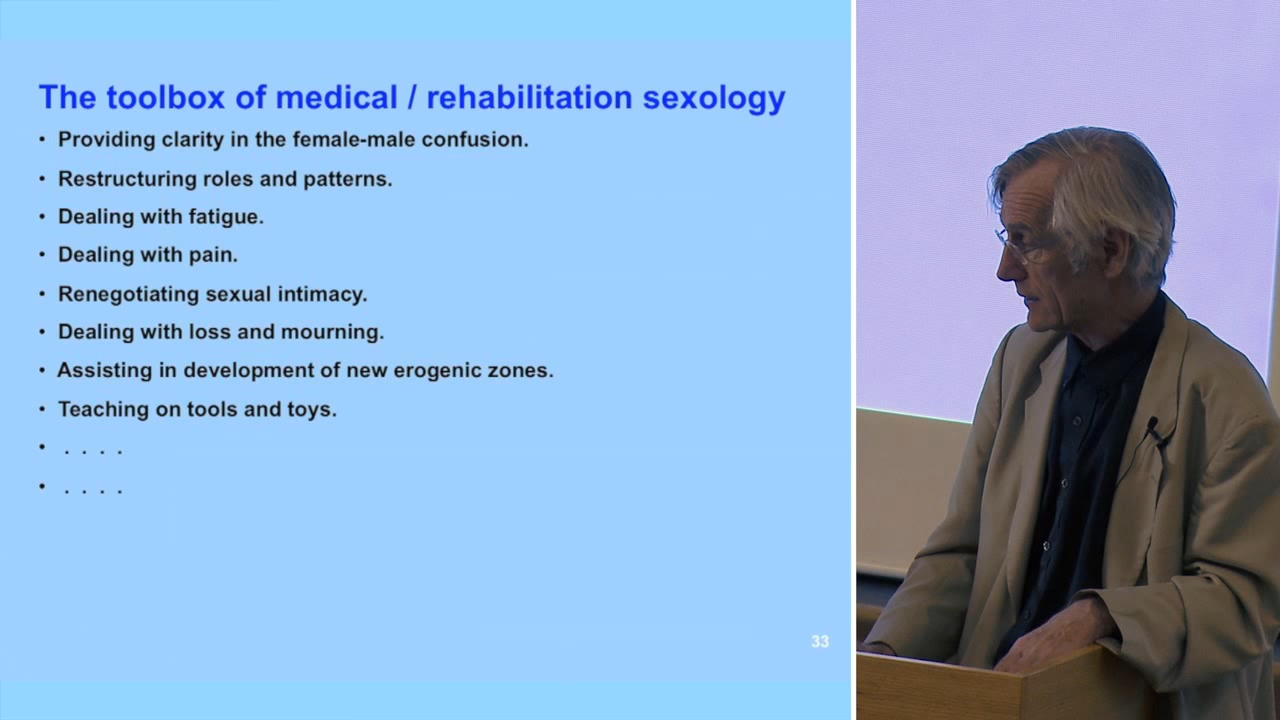 The toolbox of medical / rehabilitation sexology
• Providing clarity in the female-male confusion.
• Restructuring roles and patterns.
• Dealing with fatigue.
• Dealing with pain.
• Renegotiating sexual intimacy.
• Dealing with loss and mourning.
• Assisting in development of new erogenic zones.
• Teaching on tools and toys.
• . . . .
• . . . .
33